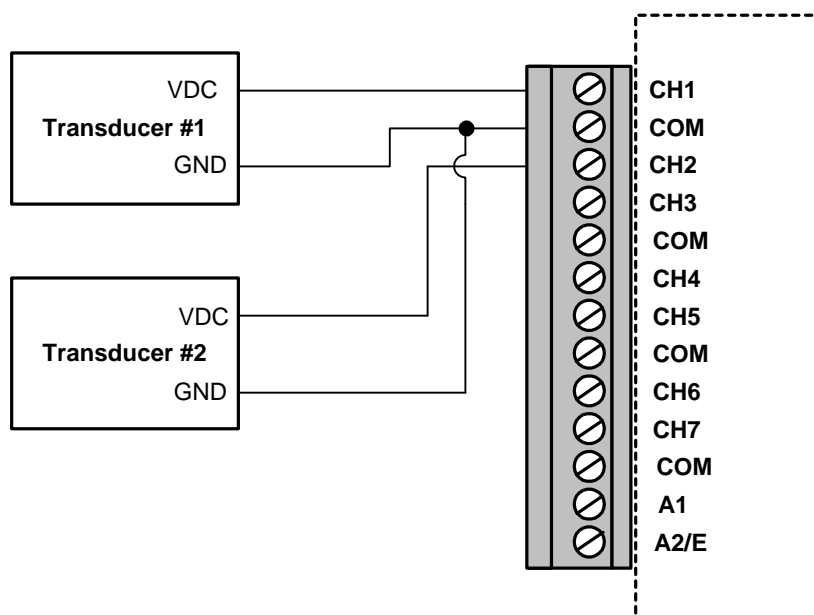 VDC
Transducer #1
GND
VDC
Transducer #2
GND
CH1
COM
CH2
CH3
COM
CH4
CH5
COM
CH6
CH7
COM
A1
A2/E